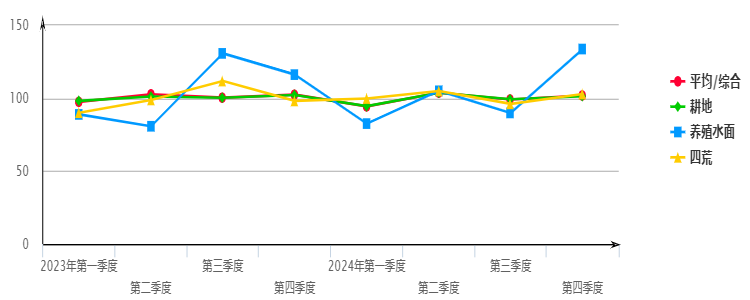 150
100
50
0
2023年第一季度
第二季度
第三季度
第四季度
2024年第一季度
第二季度
第三季度
第四季度
平均/综合
耕地
养殖水面
四荒